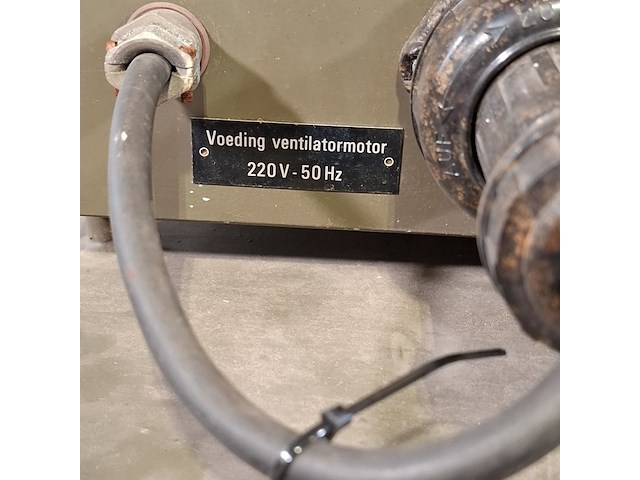 Voeding ventilatormotor
220V - 50Hz